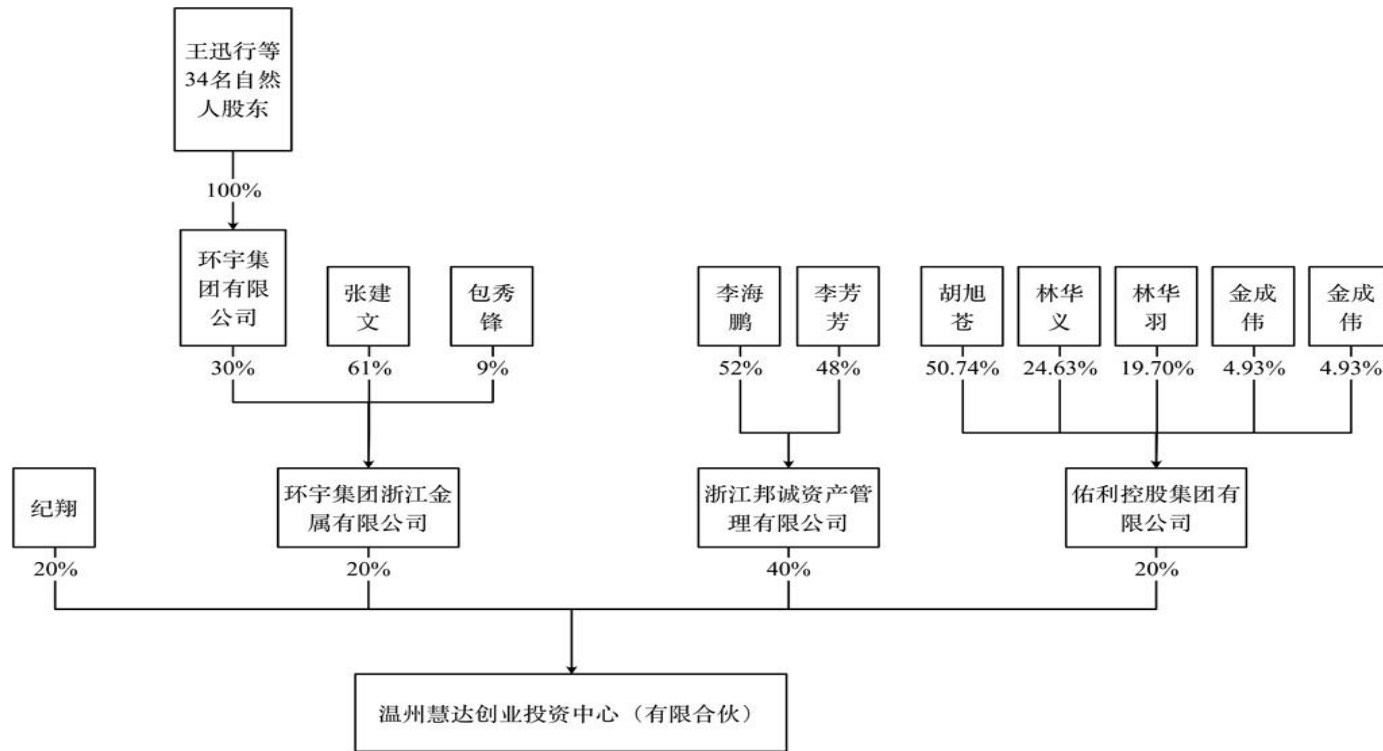 王迅行等
34名自然
人股东
100%
环宇集
团有限
公司
张建
文
包秀
锋
李海
鹏
李芳
芳
胡旭
苍
林华
义
林华
羽
金成
伟
金成
伟
30%
61%
9%
52%
48%
50.74%
24.63%
19.70%
4.93%
4.93%
纪翔
环宇集团浙江金
属有限公司
浙江邦诚资产管
理有限公司
佑利控股集团有
限公司
20%
20%
40%
20%
温州慧达创业投资中心（有限合伙）